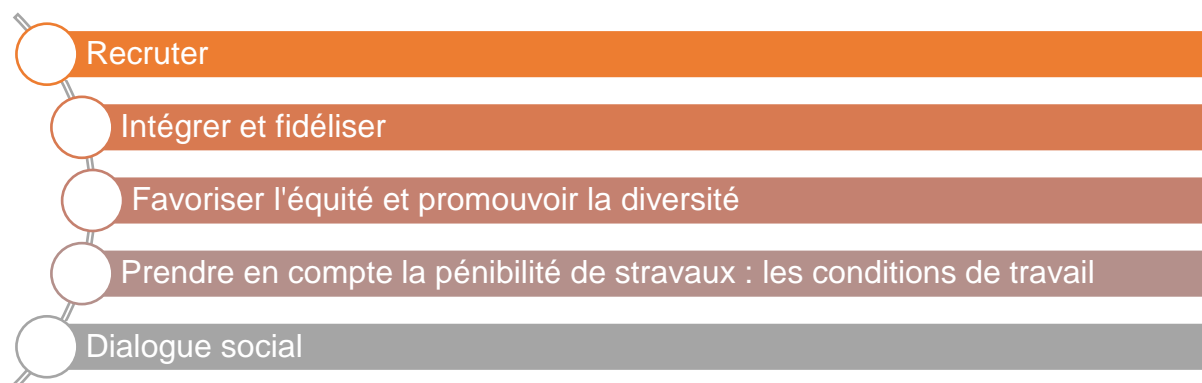 Recruter
Intégrer et fidéliser
Favoriser l'équité et promouvoir la diversité
Prendre en compte la pénibilité de stravaux : les conditions de travail
Dialogue social